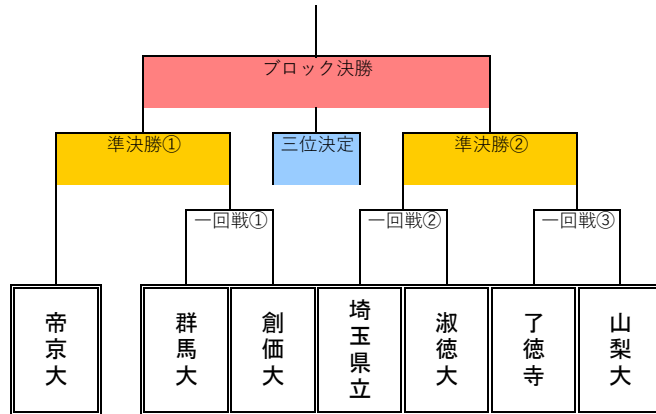 ブロック決勝
準決勝①
三位決定
準決勝②
一回戦①
一回戦②
一回戦③
帝京大
群馬大
創価大
埼玉県立
淑徳大
了徳寺
山梨大